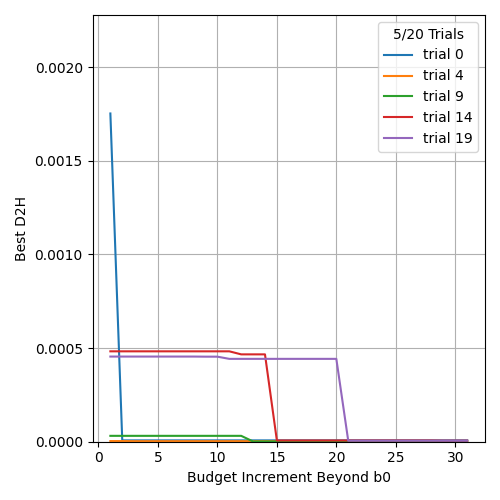 5/20 Trials
trial 0
trial 4
trial 9
trial 14
trial 19
0.0020
0.0015
0.0010
0.0005
0.0000
Best D2H
0 5 10 15 20 25 30
Budget Increment Beyond b0